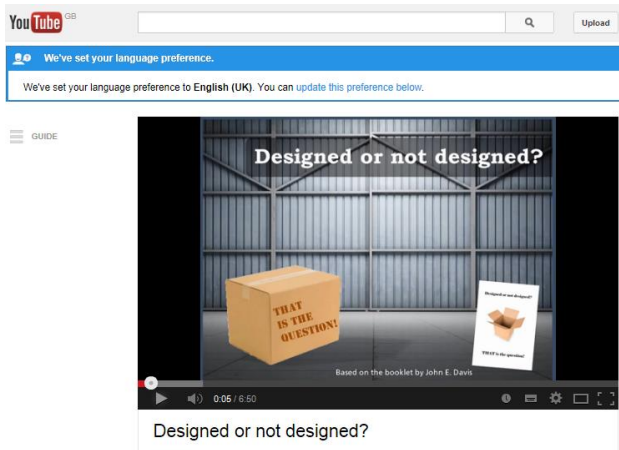 YouTube GB
Upload
We've set your language preference.
We've set your language preference to English (UK). You can update this preference below.
GUIDE
Designed or not designed?
THAT
IS THE
QUESTION!
Designed or not designed?
THAT is the question!
Based on the booklet by John E. Davis
0:05 / 6:50
Designed or not designed?